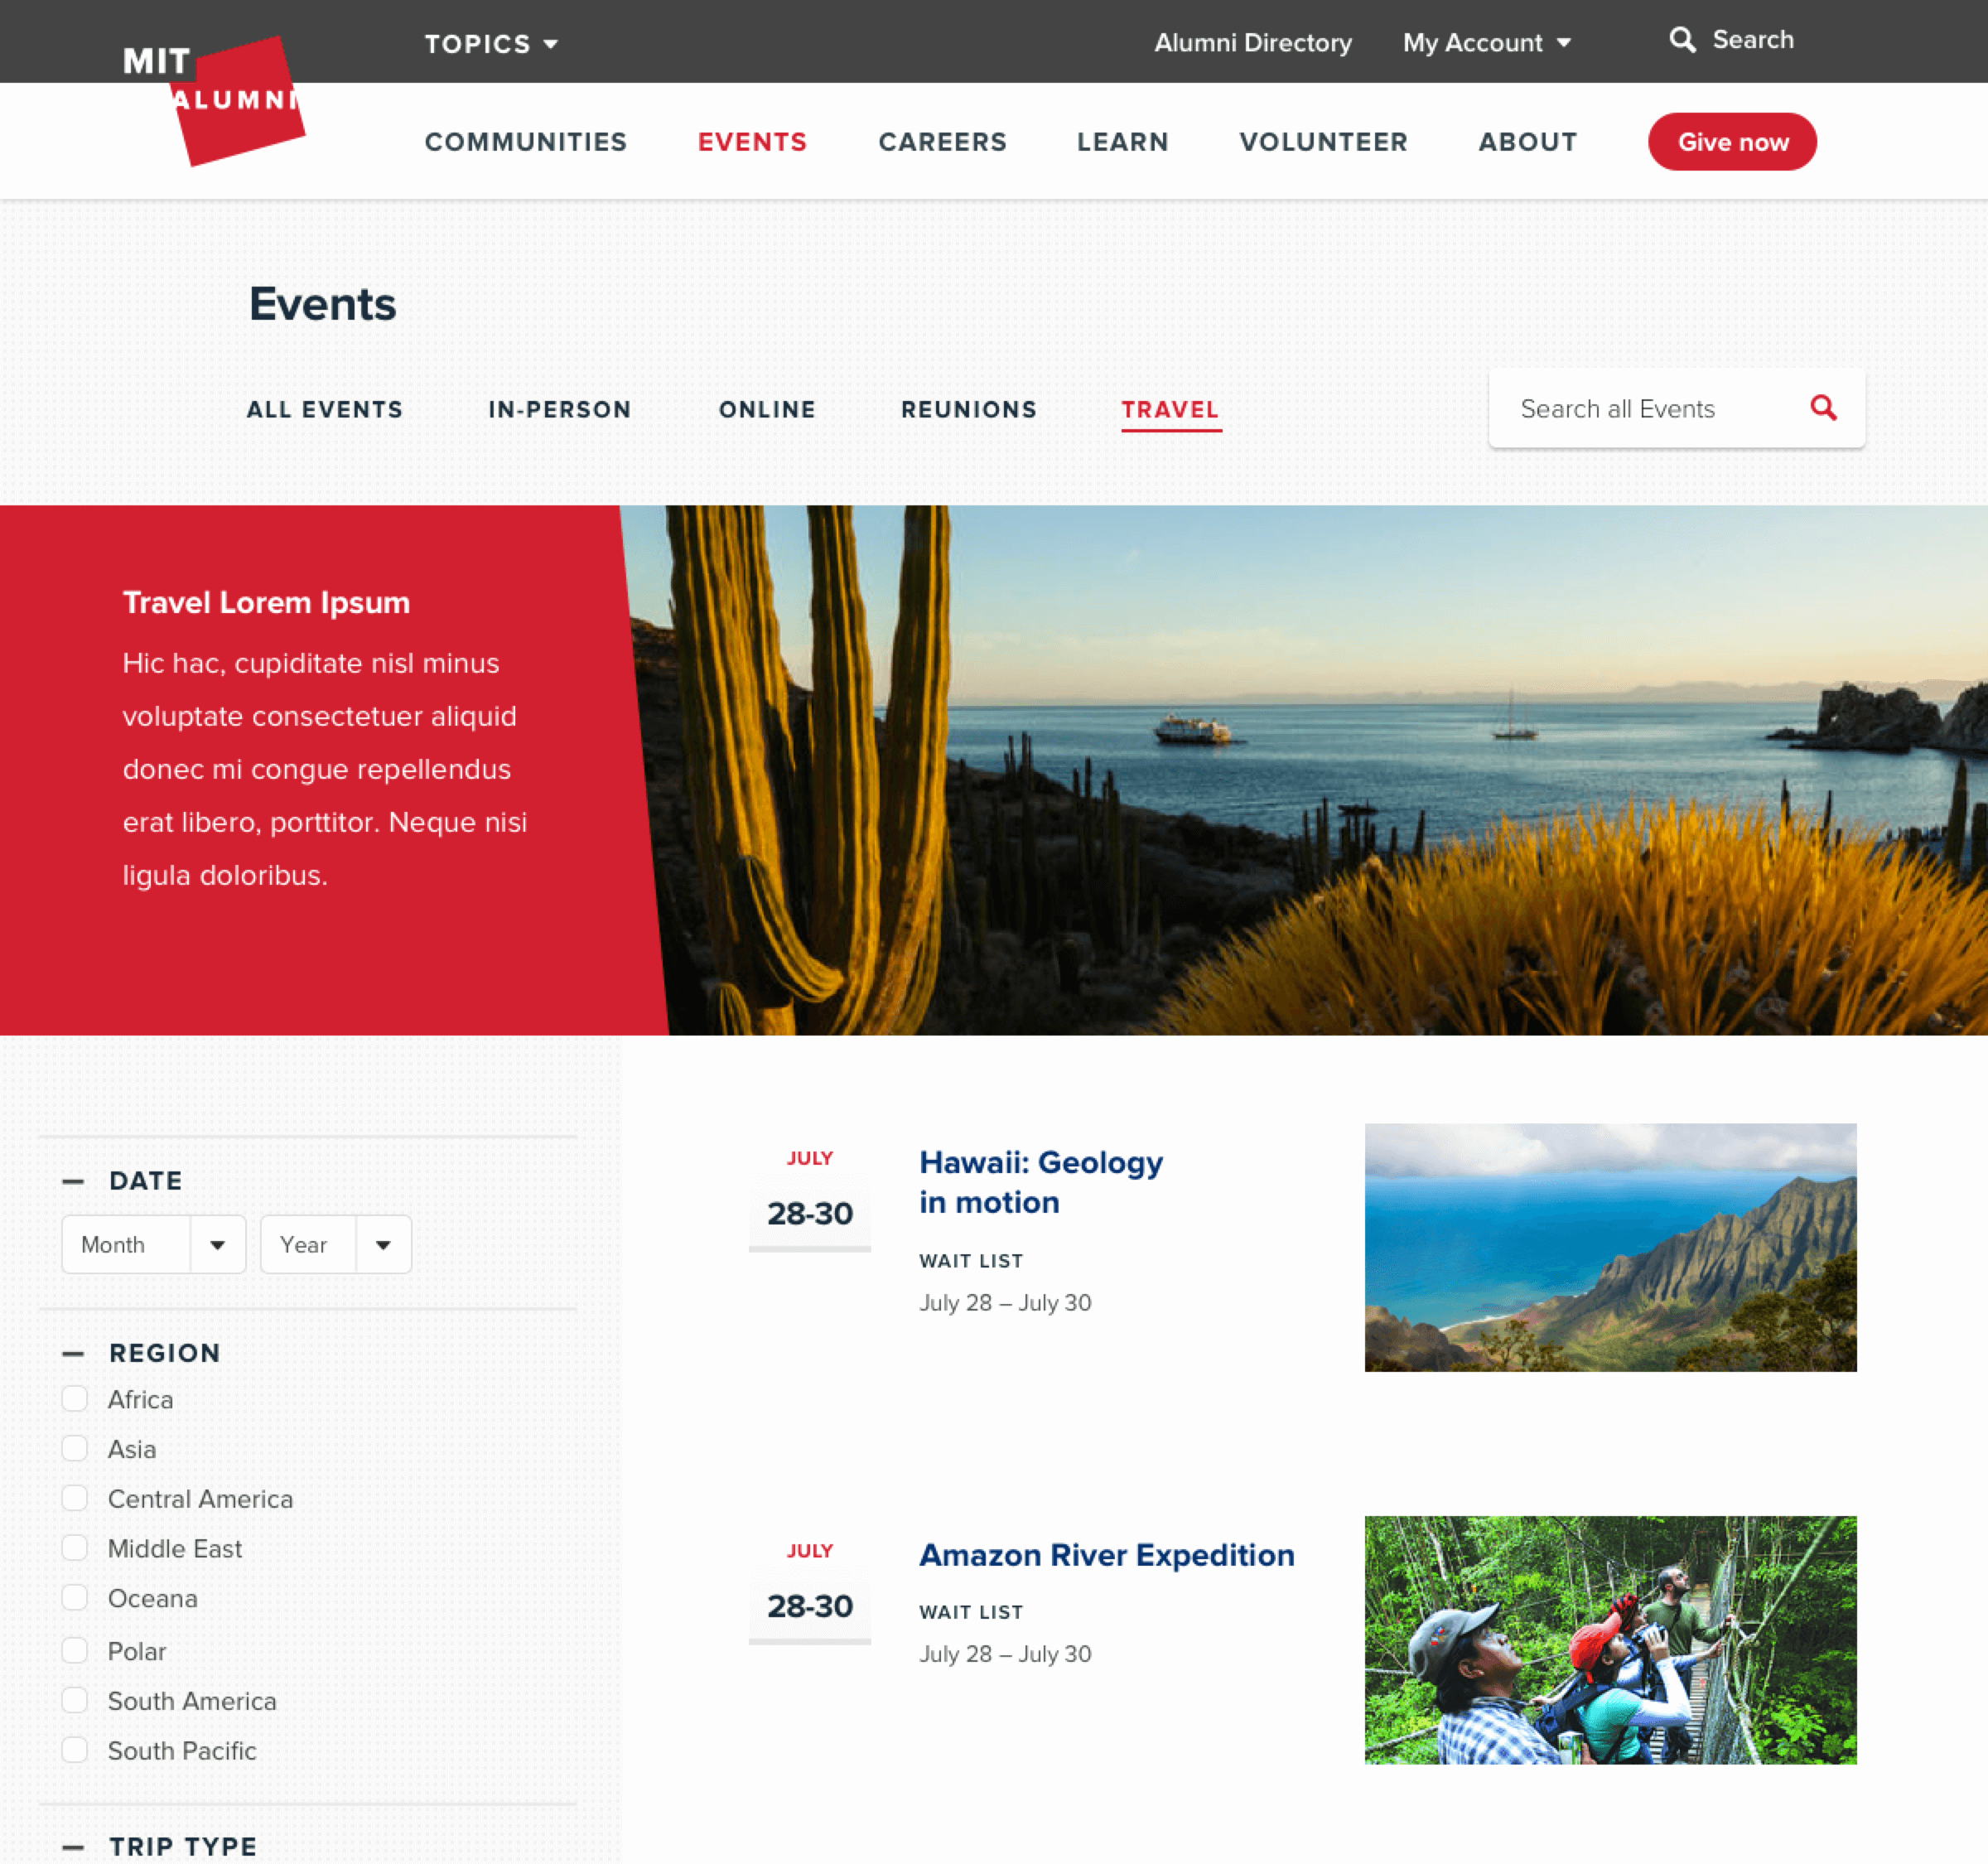 MIT
ALUMNI
TOPICS
Alumni Directory
My Account
Search
COMMUNITIES
EVENTS
CAREERS
LEARN
VOLUNTEER
ABOUT
Give now
Events
ALL EVENTS
IN-PERSON
ONLINE
REUNIONS
TRAVEL
Search all Events
Travel Lorem Ipsum
Hic hac, cupiditate nisl minus
voluptate consectetuer aliquid
donec mi congue repellendus
erat libero, porttitor. Neque nisi
ligula doloribus.
DATE
Month
Year
REGION
Africa
Asia
Central America
Middle East
Oceana
Polar
South America
South Pacific
TRIP TYPE
JULY
28-30
Hawaii: Geology
in motion
WAIT LIST
July 28 – July 30
JULY
28-30
Amazon River Expedition
WAIT LIST
July 28 – July 30